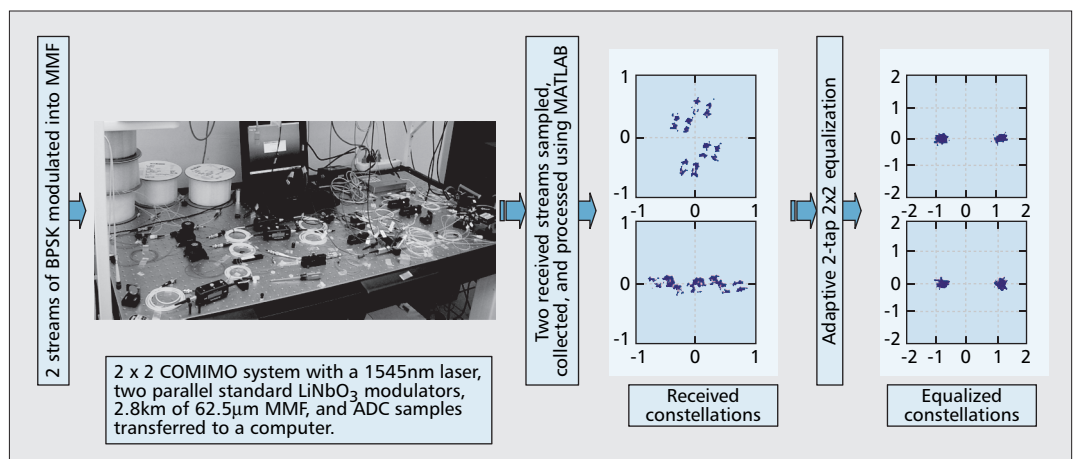 2 streams of BPSK modulated into MMF
2 x 2 COMIMO system with a 1545nm laser,
two parallel standard LiNbO3 modulators,
2.8km of 62.5μm MMF, and ADC samples
transferred to a computer.
Two received streams sampled,
collected, and processed using MATLAB
1
0
-1
1
0
-1
-1
0
1
Received
constellations
Adaptive 2-tap 2x2 equalization
2
1
0
-1
-2
-2
-1
0
1
2
2
1
0
-1
-2
-2
-1
0
1
2
Equalized
constellations